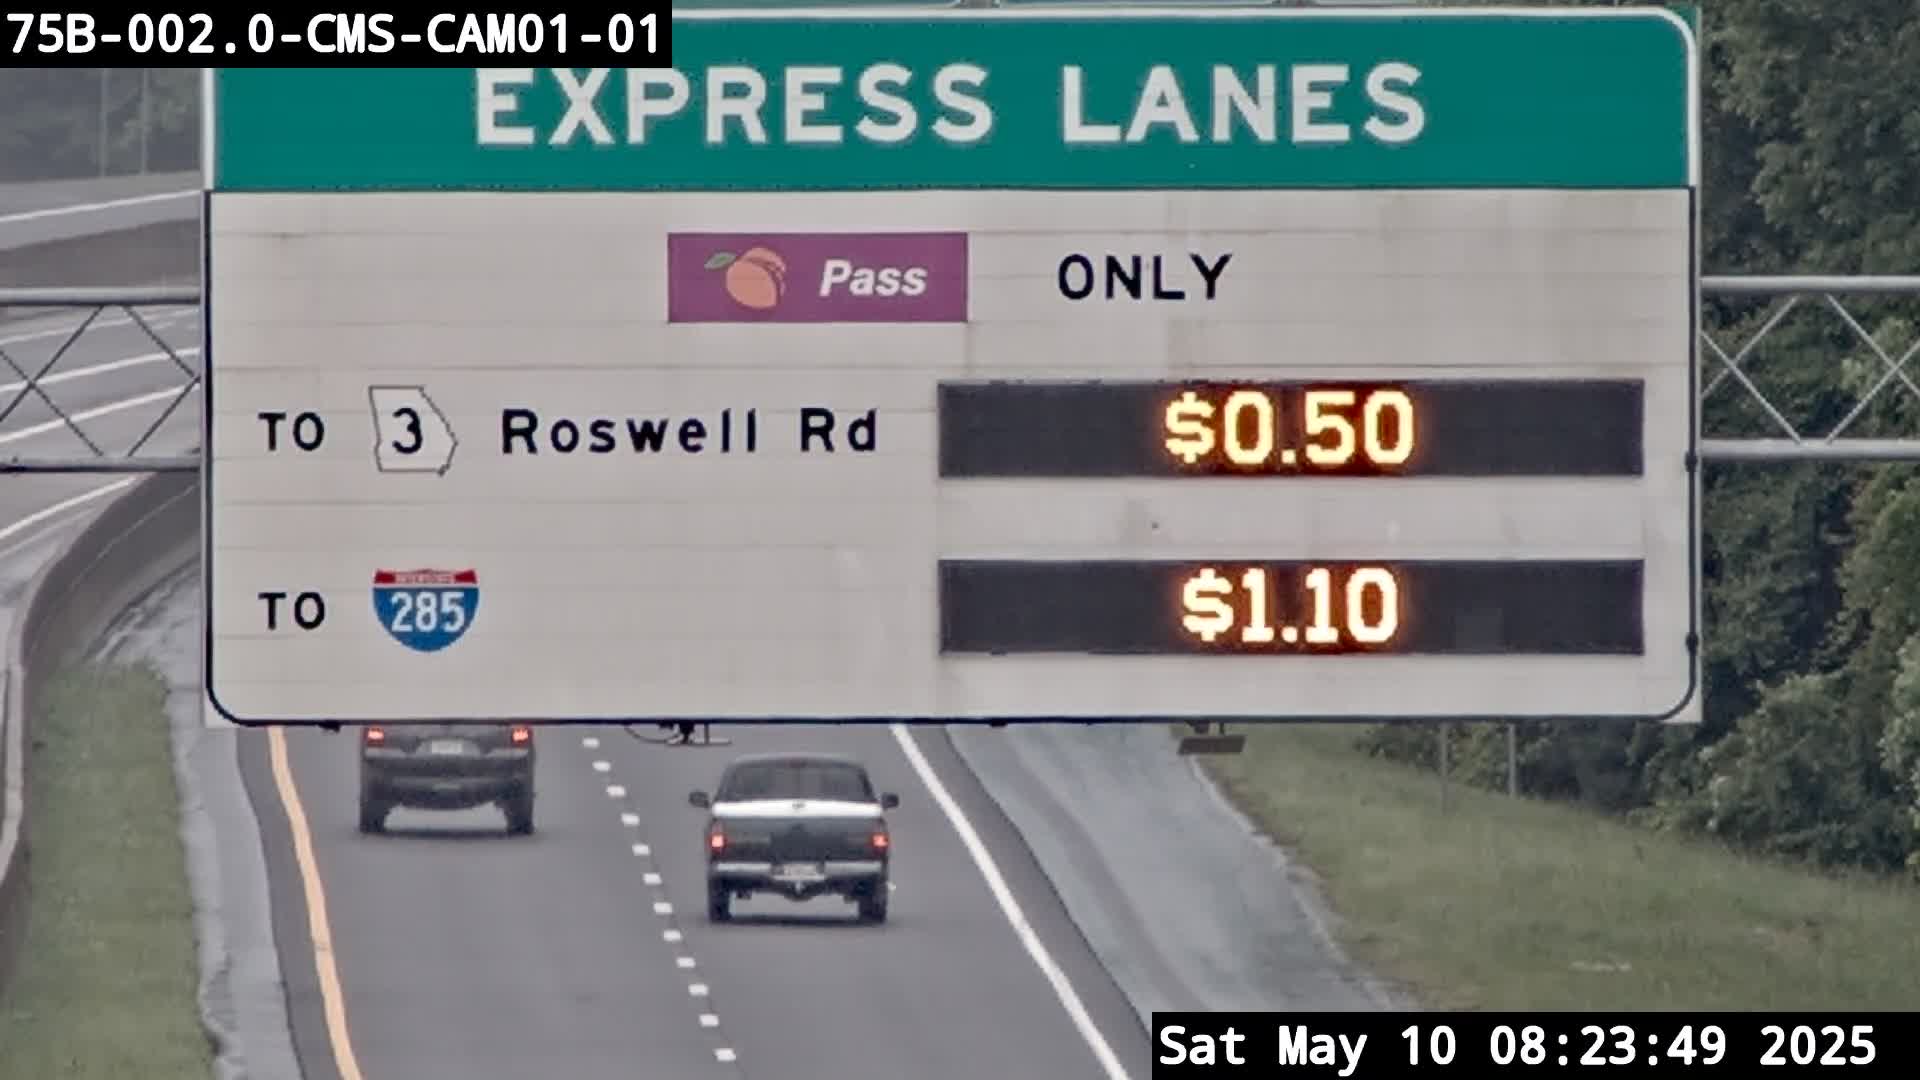 75B-002.0-CMS-CAM01-01
EXPRESS LANES
Pass ONLY
TO 3 Roswell Rd $0.50
TO 285 $1.10
Sat May 10 08:23:49 2025